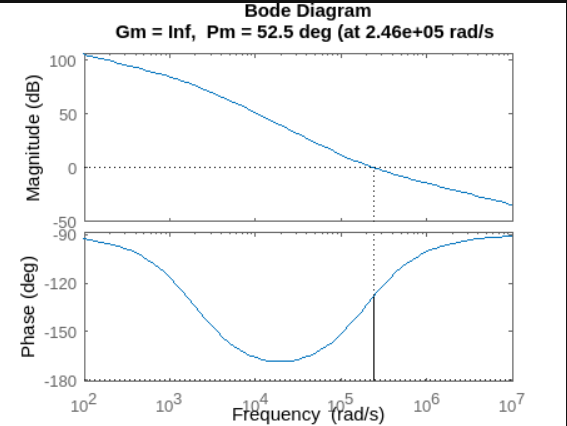 Bode Diagram
Gm = Inf, Pm = 52.5 deg (at 2.46e+05 rad/s
Magnitude (dB)
100
50
0
-50
Phase (deg)
-90
-120
-150
-180
10^2 10^3 10^4 10^5 10^6 10^7
Frequency (rad/s)